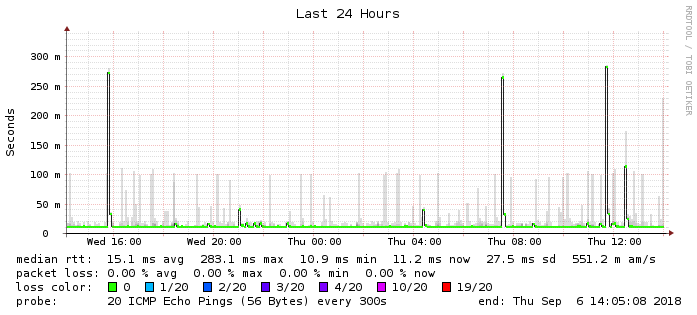 Last 24 Hours
RRDTOOL / TOBI OETIKER
Seconds
300 m
250 m
200 m
150 m
100 m
50 m
0
Wed 16:00 Wed 20:00 Thu 00:00 Thu 04:00 Thu 08:00 Thu 12:00
median rtt: 15.1 ms avg 283.1 ms max 10.9 ms min 11.2 ms now 27.5 ms sd 551.2 m am/s
packet loss: 0.00 % avg 0.00 % max 0.00 % min 0.00 % now
loss color: 0 1/20 2/20 3/20 4/20 10/20 19/20
probe: 20 ICMP Echo Pings (56 Bytes) every 300s end: Thu Sep 6 14:05:08 2018